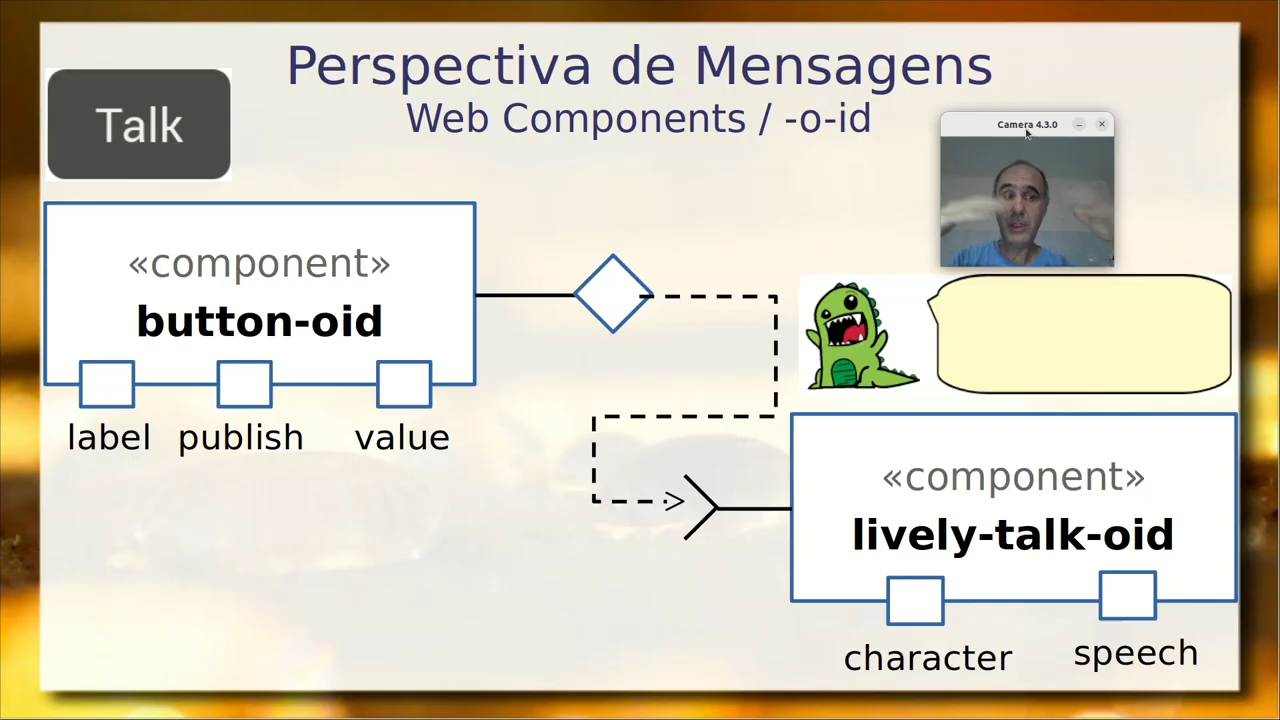 Perspectiva de Mensagens
Web Components / -o-id
Talk
Camera 4.3.0
«component»
button-oid
label publish value
«component»
lively-talk-oid
character speech